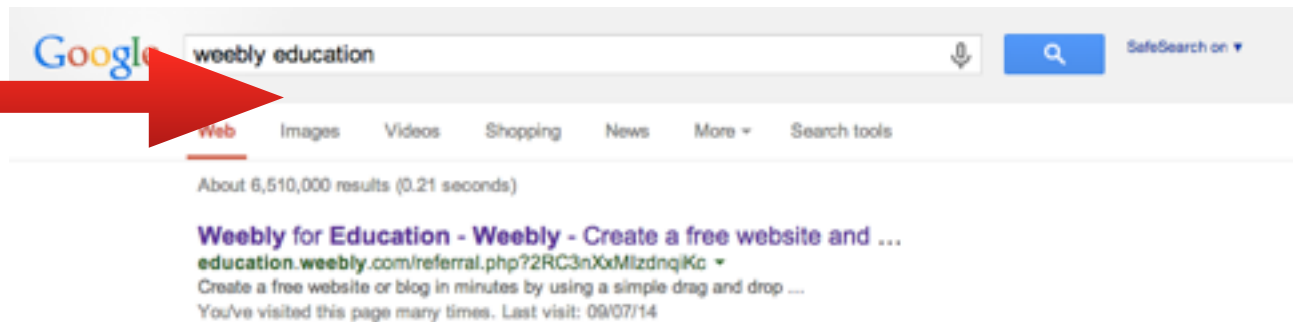 Google weebly education SafeSearch on ▾
Web Images Videos Shopping News More ▾ Search tools
About 6,510,000 results (0.21 seconds)
Weebly for Education - Weebly - Create a free website and ...
education.weebly.com/referral.php?2RC3nXxMIzdnqiKc ▾
Create a free website or blog in minutes by using a simple drag and drop ...
You've visited this page many times. Last visit: 09/07/14